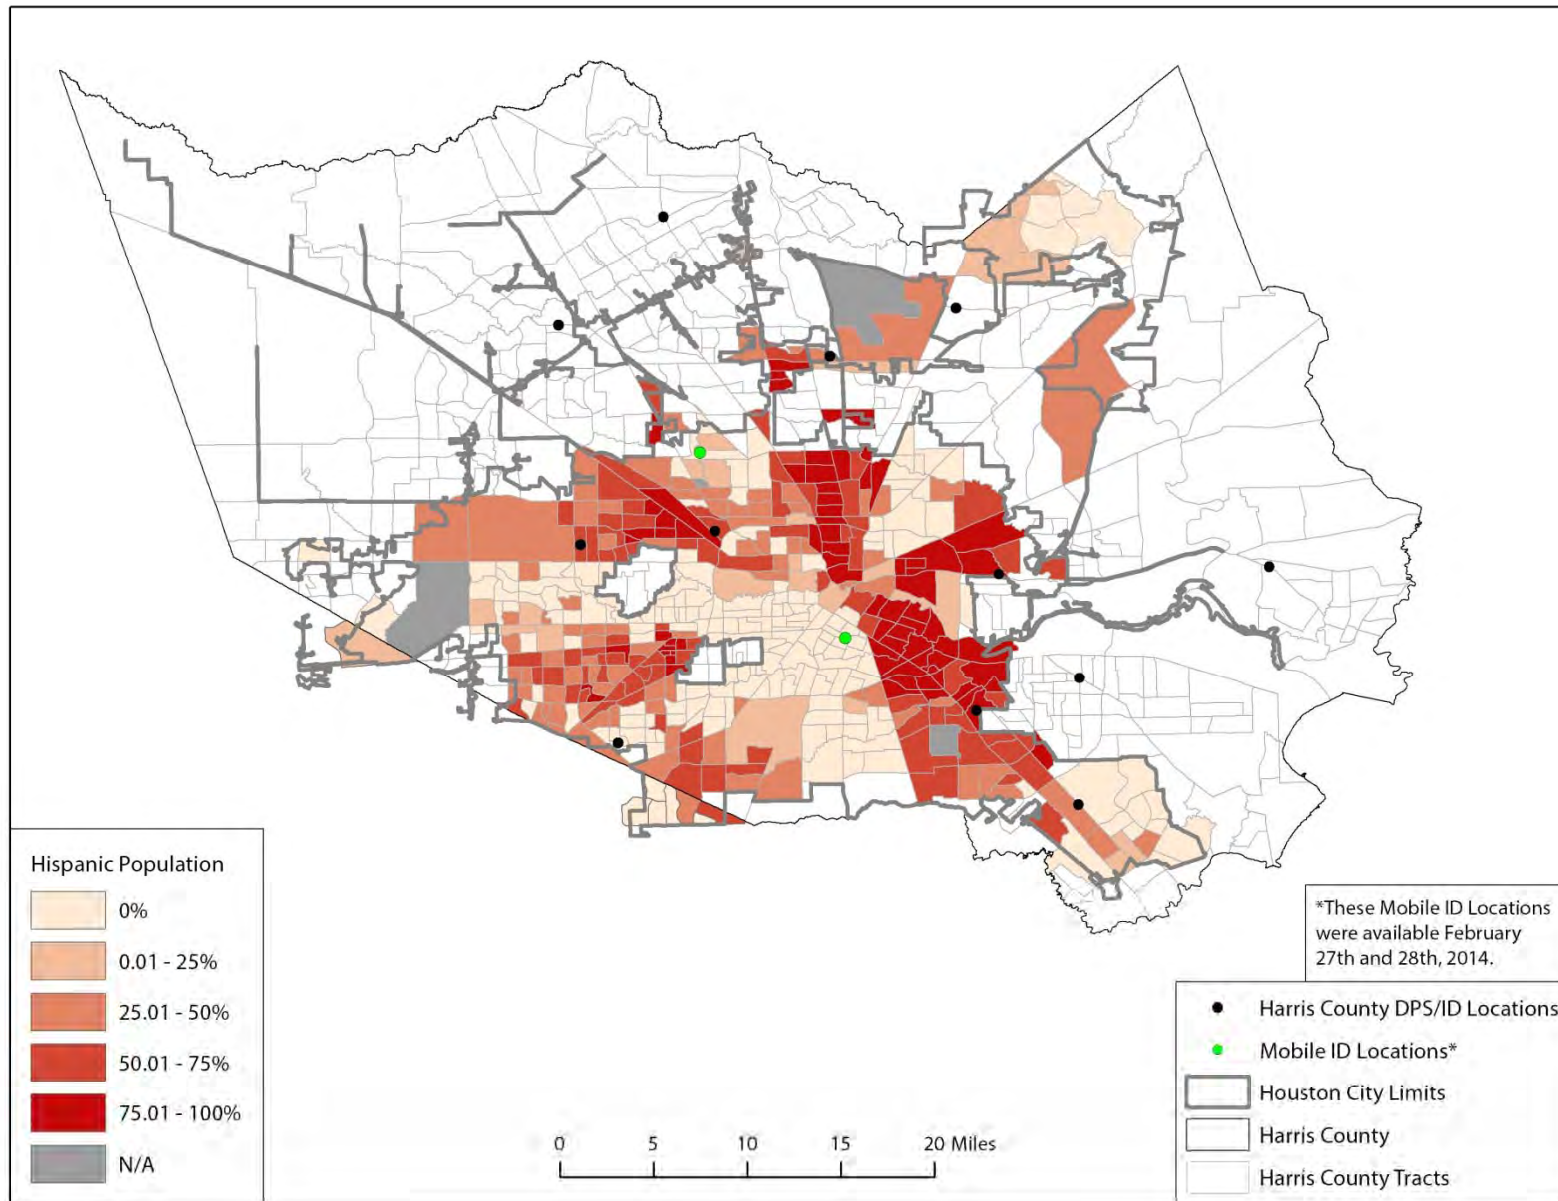 Hispanic Population
0%
0.01 - 25%
25.01 - 50%
50.01 - 75%
75.01 - 100%
N/A
0 5 10 15 20 Miles
*These Mobile ID Locations
were available February
27th and 28th, 2014.
Harris County DPS/ID Locations
Mobile ID Locations*
Houston City Limits
Harris County
Harris County Tracts